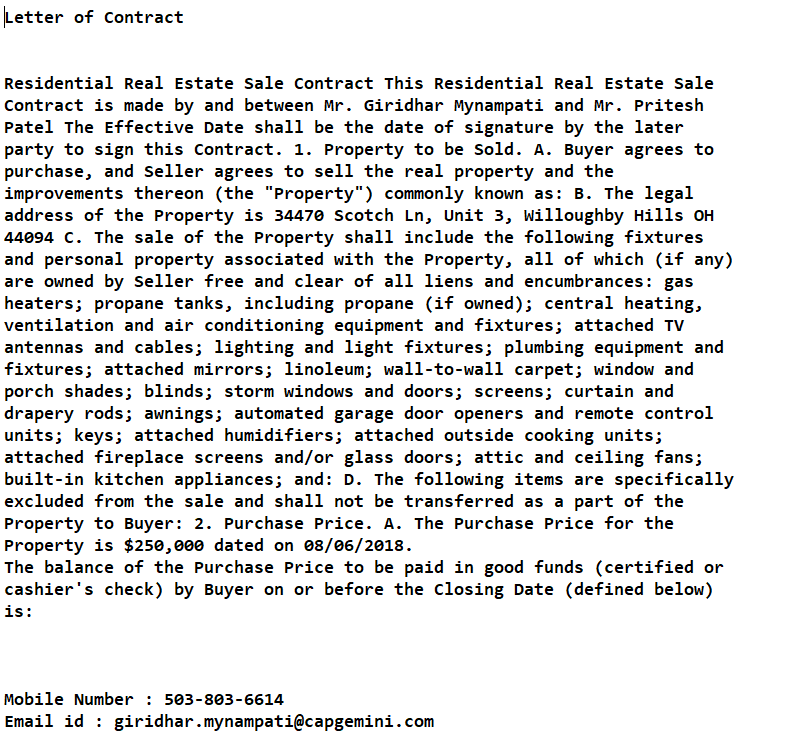 Letter of Contract
Residential Real Estate Sale Contract This Residential Real Estate Sale
Contract is made by and between Mr. Giridhar Mynampati and Mr. Pritesh
Patel The Effective Date shall be the date of signature by the later
party to sign this Contract. 1. Property to be Sold. A. Buyer agrees to
purchase, and Seller agrees to sell the real property and the
improvements thereon (the "Property") commonly known as: B. The legal
address of the Property is 34470 Scotch Ln, Unit 3, Willoughby Hills OH
44094 C. The sale of the Property shall include the following fixtures
and personal property associated with the Property, all of which (if any)
are owned by Seller free and clear of all liens and encumbrances: gas
heaters; propane tanks, including propane (if owned); central heating,
ventilation and air conditioning equipment and fixtures; attached TV
antennas and cables; lighting and light fixtures; plumbing equipment and
fixtures; attached mirrors; linoleum; wall-to-wall carpet; window and
porch shades; blinds; storm windows and doors; screens; curtain and
drapery rods; awnings; automated garage door openers and remote control
units; keys; attached humidifiers; attached outside cooking units;
attached fireplace screens and/or glass doors; attic and ceiling fans;
built-in kitchen appliances; and: D. The following items are specifically
excluded from the sale and shall not be transferred as a part of the
Property to Buyer: 2. Purchase Price. A. The Purchase Price for the
Property is $250,000 dated on 08/06/2018.
The balance of the Purchase Price to be paid in good funds (certified or
cashier's check) by Buyer on or before the Closing Date (defined below)
is:
Mobile Number : 503-803-6614
Email id : giridhar.mynampati@capgemini.com